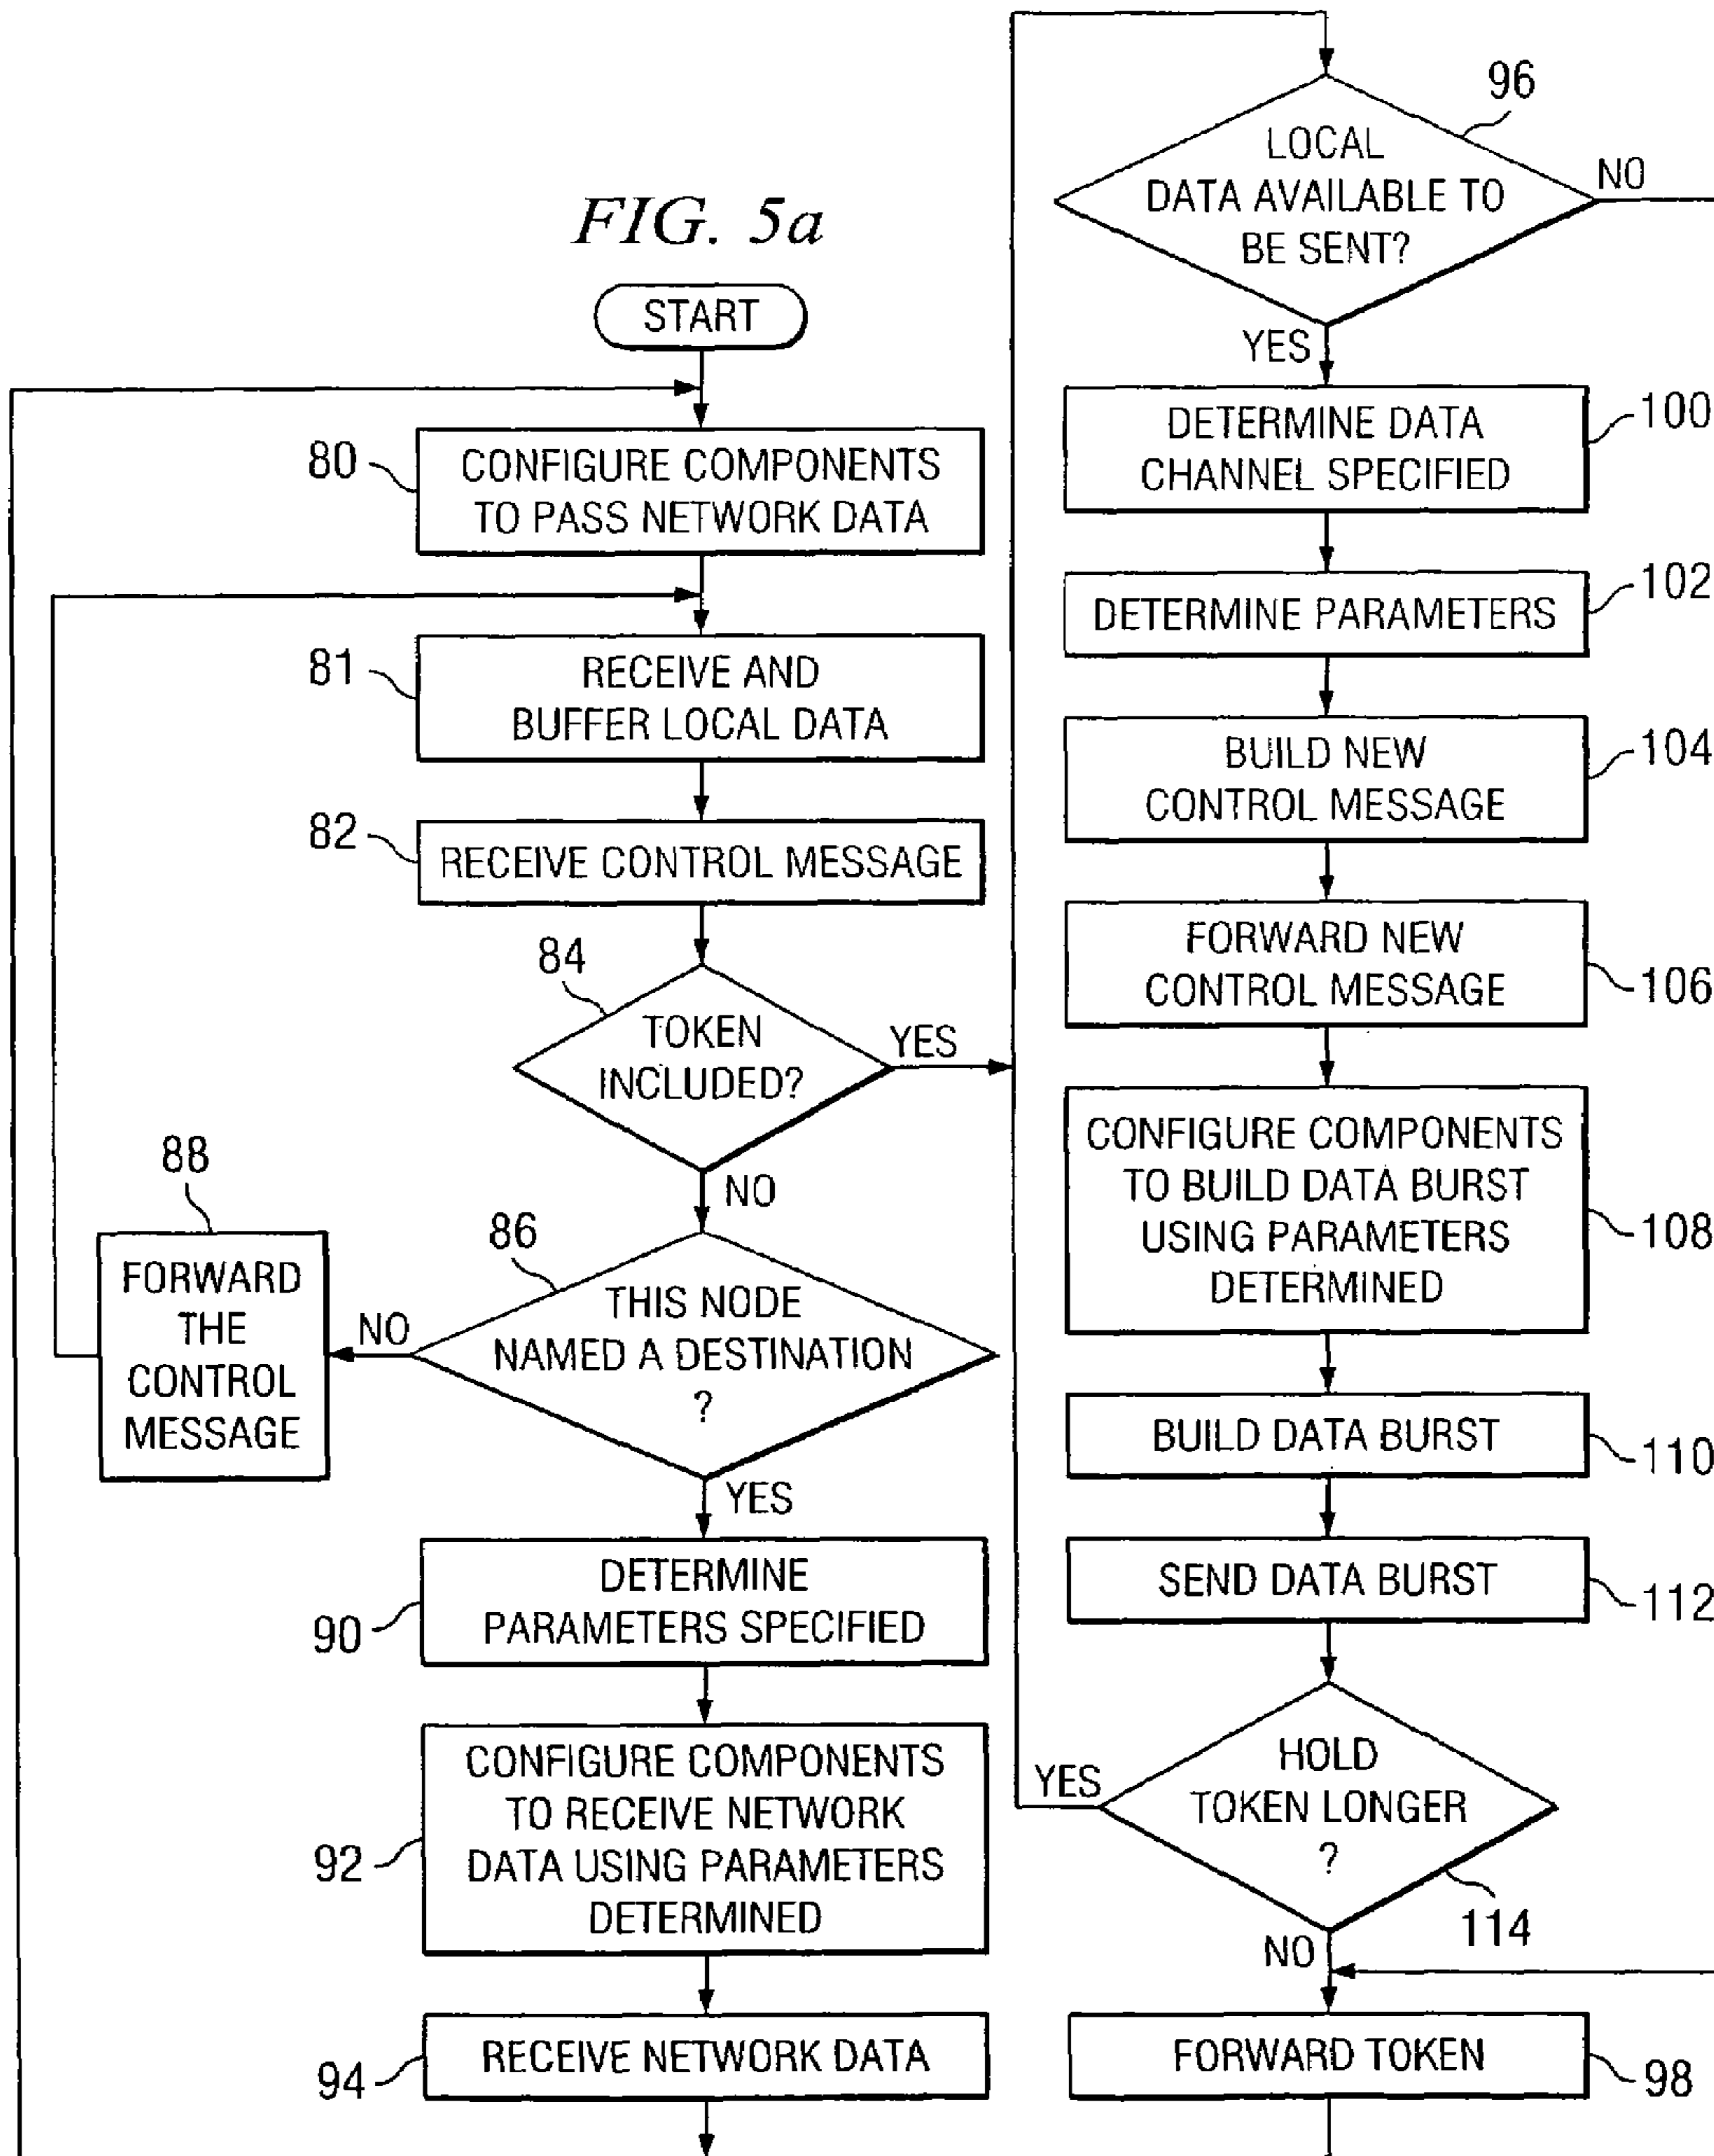 FIG. 5a
START
80
CONFIGURE COMPONENTS
TO PASS NETWORK DATA
81
RECEIVE AND
BUFFER LOCAL DATA
82
RECEIVE CONTROL MESSAGE
84
TOKEN
INCLUDED?
YES
NO
86
THIS NODE
NAMED A DESTINATION
?
NO
88
FORWARD
THE
CONTROL
MESSAGE
YES
90
DETERMINE
PARAMETERS SPECIFIED
92
CONFIGURE COMPONENTS
TO RECEIVE NETWORK
DATA USING PARAMETERS
DETERMINED
94
RECEIVE NETWORK DATA
96
LOCAL
DATA AVAILABLE TO
BE SENT?
NO
YES
DETERMINE DATA
CHANNEL SPECIFIED
100
DETERMINE PARAMETERS
102
BUILD NEW
CONTROL MESSAGE
104
FORWARD NEW
CONTROL MESSAGE
106
CONFIGURE COMPONENTS
TO BUILD DATA BURST
USING PARAMETERS
DETERMINED
108
BUILD DATA BURST
110
SEND DATA BURST
112
HOLD
TOKEN LONGER
?
YES
114
NO
FORWARD TOKEN
98